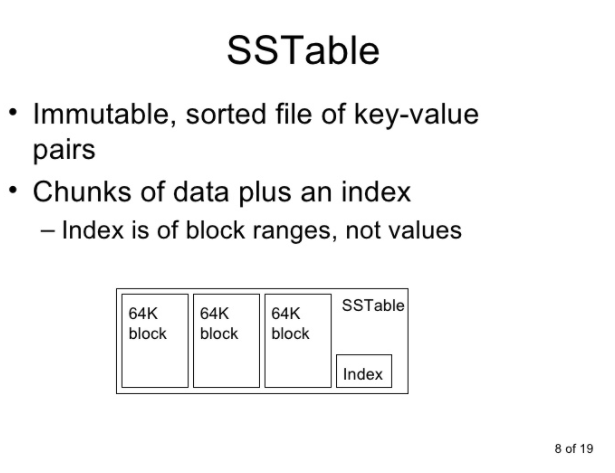 SSTable
• Immutable, sorted file of key-value
pairs
• Chunks of data plus an index
– Index is of block ranges, not values
64K
block
64K
block
64K
block
SSTable
Index
8 of 19